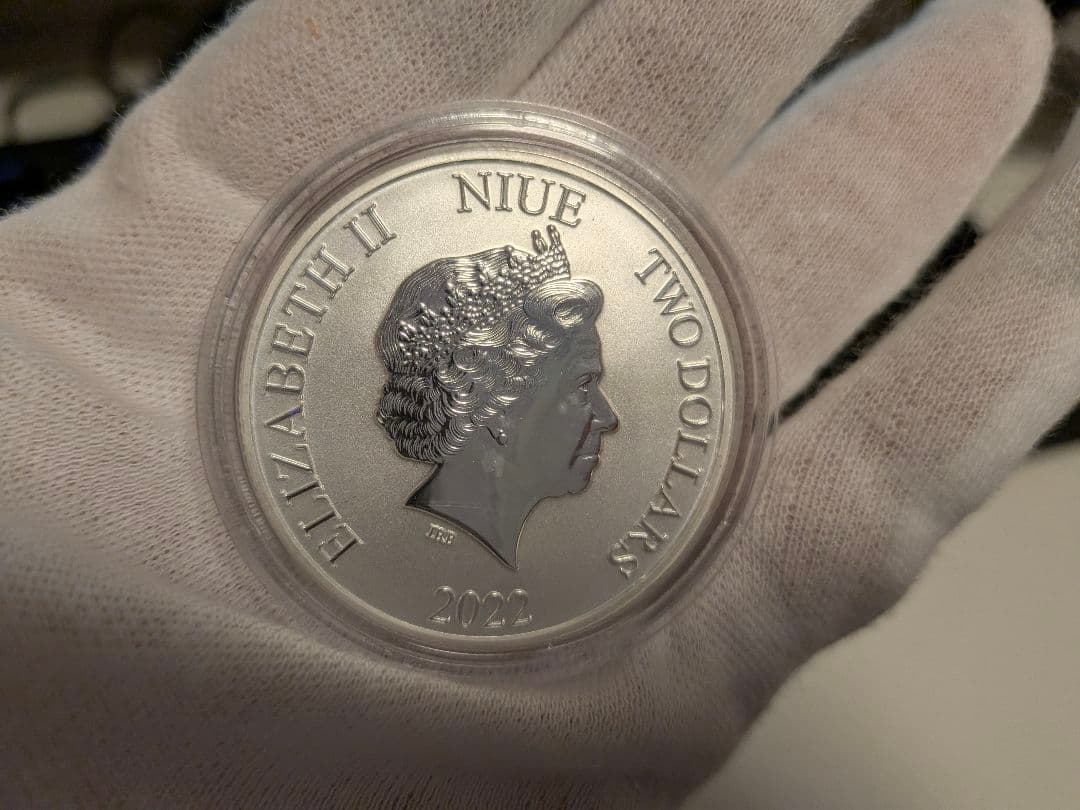 ELIZABETH II
NIUE
TWO DOLLARS
IRB
2022